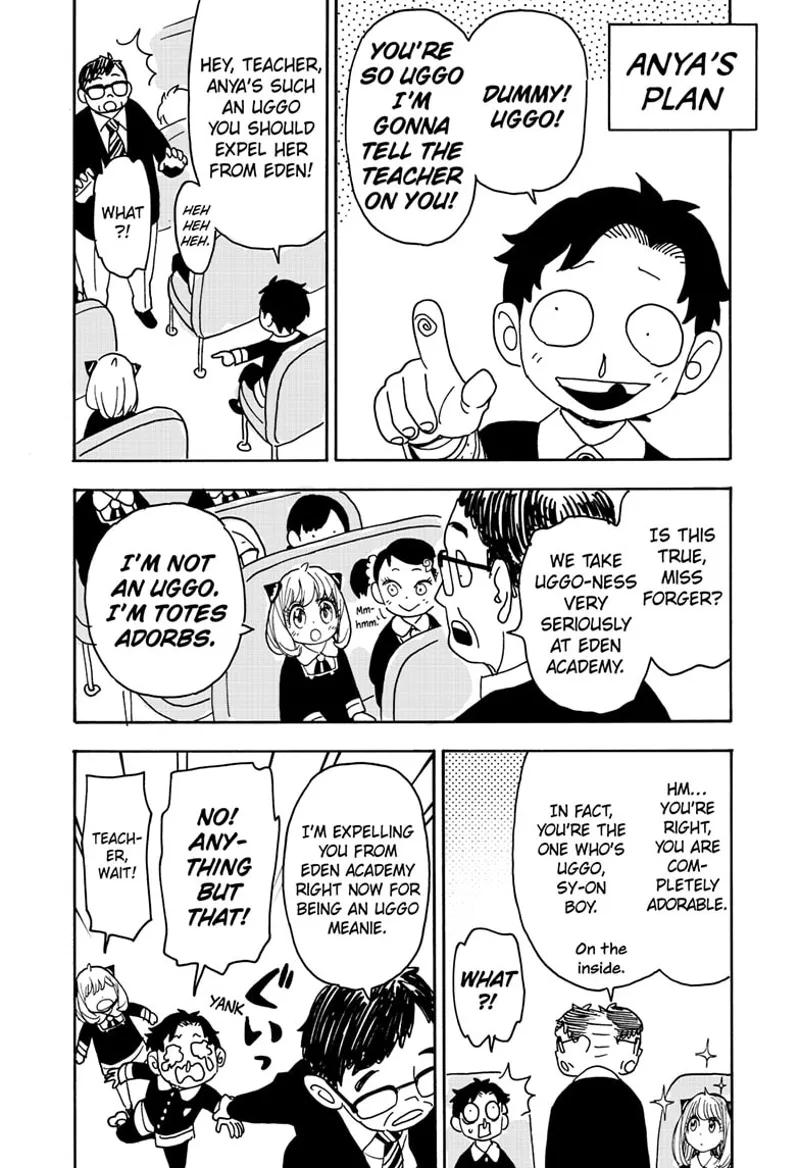 ANYA'S
PLAN
DUMMY!
UGGO!
YOU'RE
SO UGGO
I'M
GONNA
TELL THE
TEACHER
ON YOU!
HEY, TEACHER,
ANYA'S SUCH
AN UGGO
YOU SHOULD
EXPEL HER
FROM EDEN!
HEH
HEH
HEH.
WHAT
?!
IS THIS
TRUE,
MISS
FORGER?
WE TAKE
UGGO-NESS
VERY
SERIOUSLY
AT EDEN
ACADEMY.
Mm-
hmm.
I'M NOT
AN UGGO.
I'M TOTES
ADORBS.
HM...
YOU'RE
RIGHT,
YOU ARE
COM-
PLETELY
ADORABLE.
IN FACT,
YOU'RE THE
ONE WHO'S
UGGO,
SY-ON
BOY.
On the
inside.
WHAT
?!
I'M EXPELLING
YOU FROM
EDEN ACADEMY
RIGHT NOW FOR
BEING AN UGGO
MEANIE.
NO!
ANY-
THING
BUT
THAT!
TEACH-
ER,
WAIT!
YANK
ぐいっ